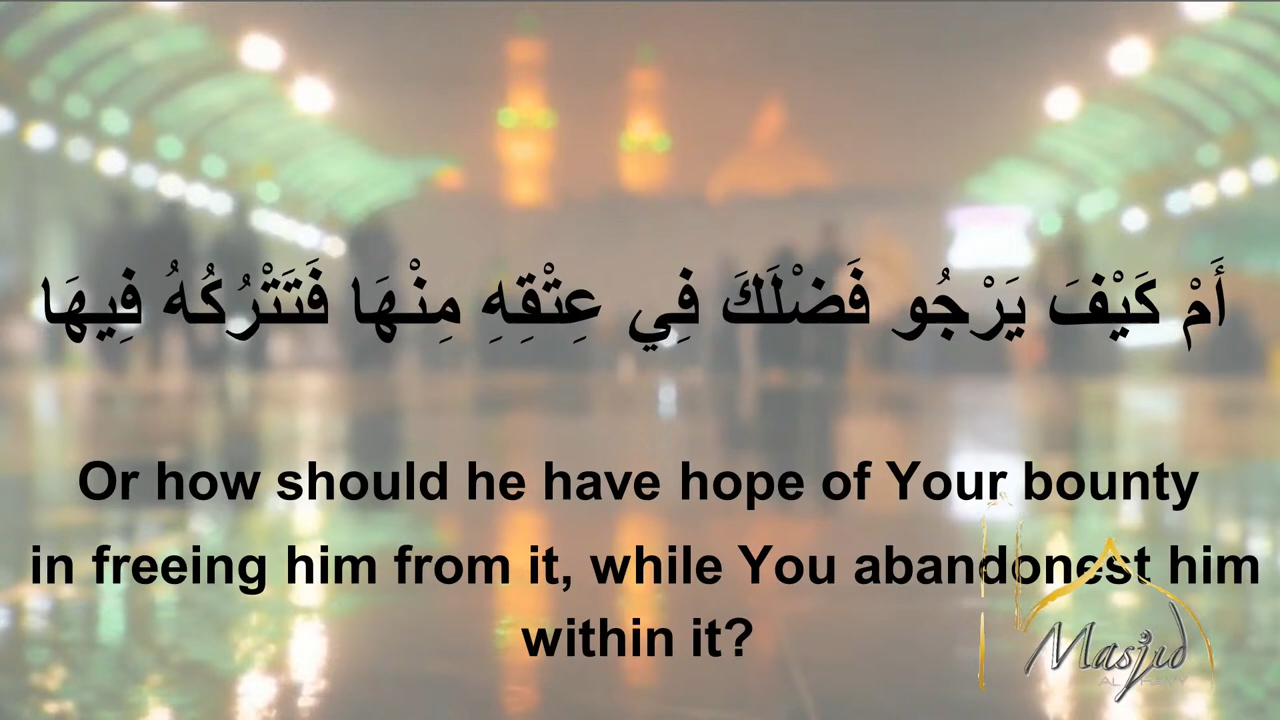 أَمْ كَيْفَ يَرْجُو فَضْلَكَ فِي عِتْقِهِ مِنْهَا فَتَتْرُكُهُ فِيهَا
Or how should he have hope of Your bounty
in freeing him from it, while You abandonest him
within it?
Masjid